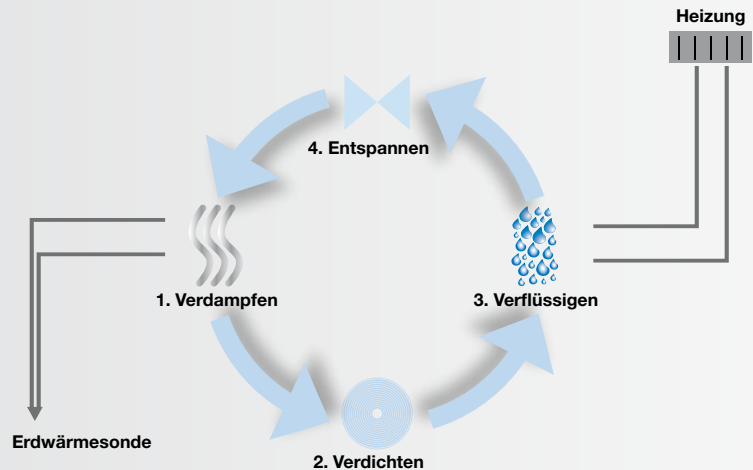 Heizung
4. Entspannen
1. Verdampfen
3. Verflüssigen
Erdwärmesonde
2. Verdichten